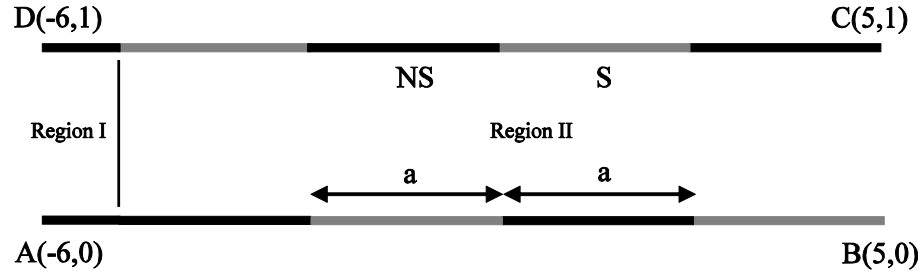 D(-6,1) C(5,1)
NS S
Region I Region II
a a
A(-6,0) B(5,0)